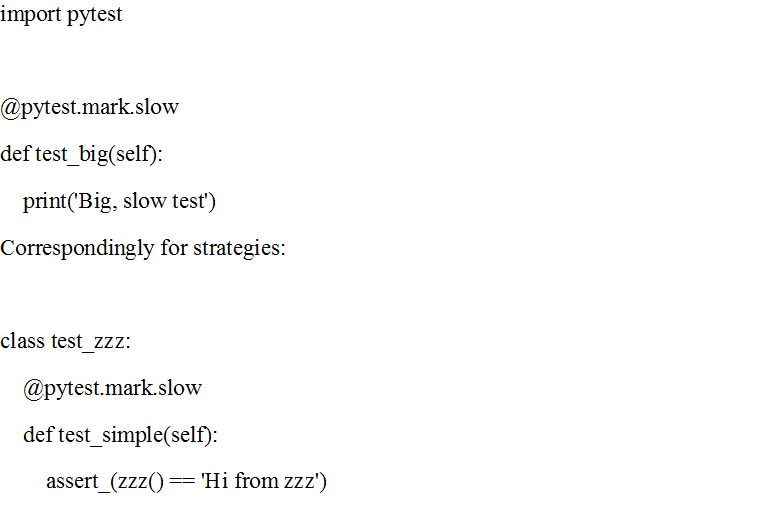 import pytest
@pytest.mark.slow
def test_big(self):
    print('Big, slow test')
Correspondingly for strategies:
class test_zzz:
    @pytest.mark.slow
    def test_simple(self):
        assert_(zzz() == 'Hi from zzz')